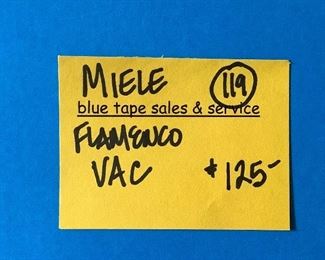 MIELE 119
blue tape sales & service
FLAMENCO
VAC $125-